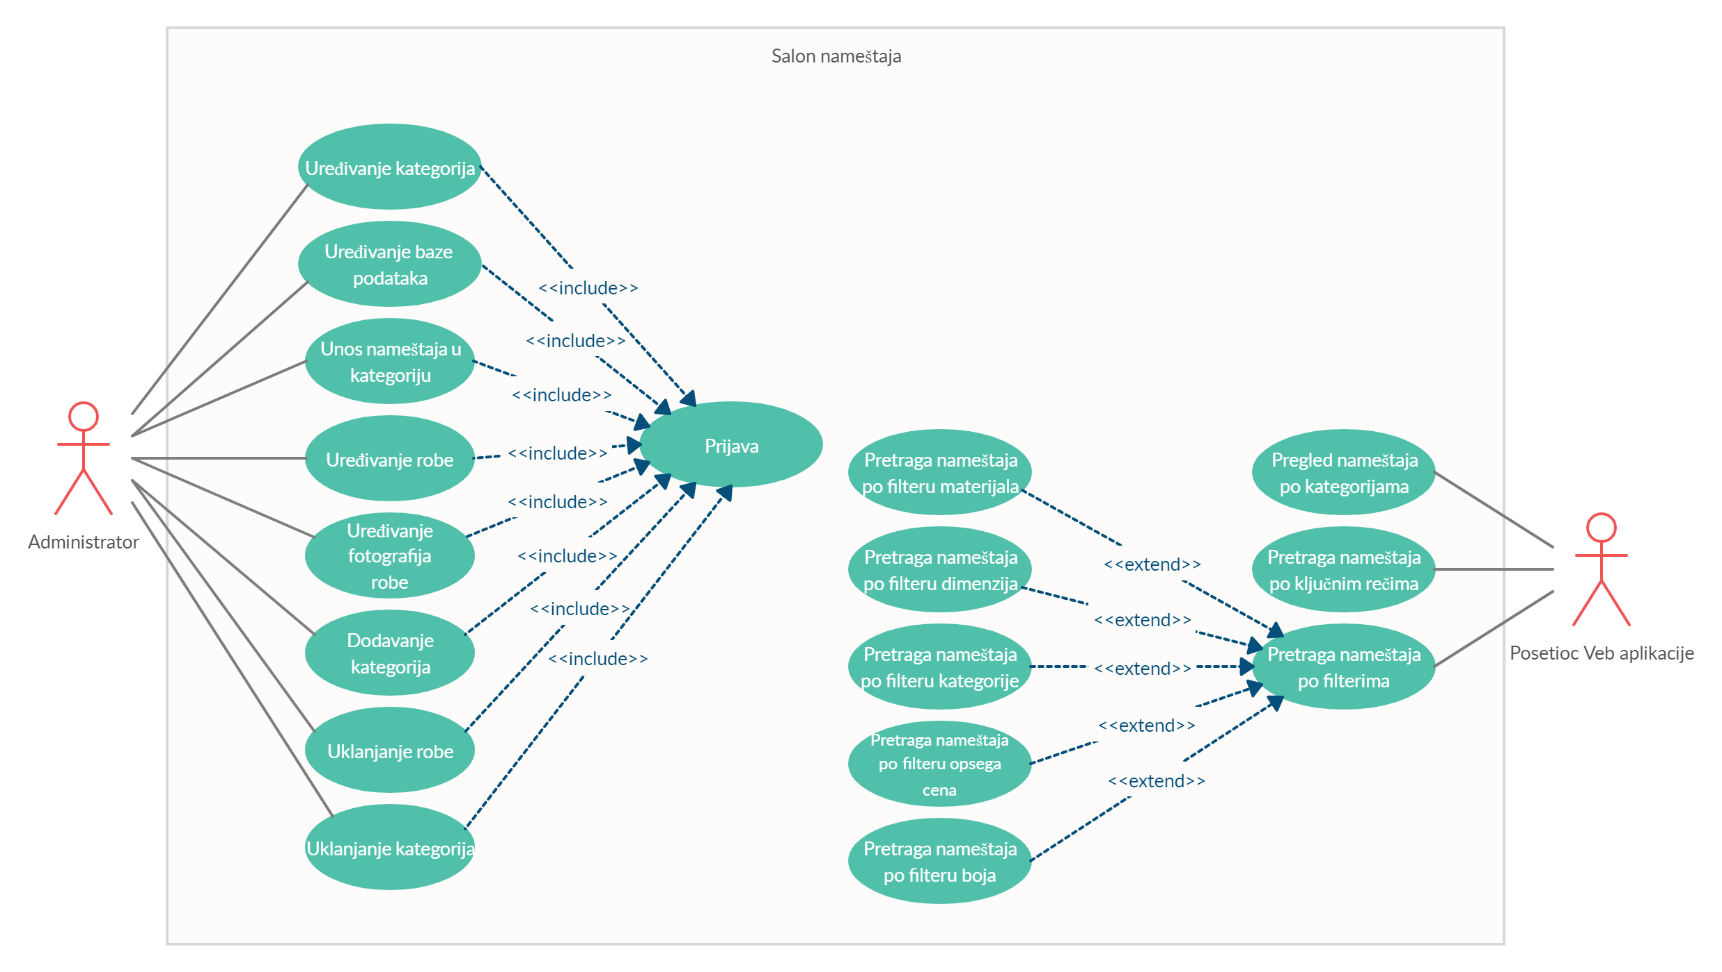 Salon nameštaja
Administrator
Uređivanje kategorija
Uređivanje baze
podataka
Unos nameštaja u
kategoriju
Uređivanje robe
Uređivanje
fotografija
robe
Dodavanje
kategorija
Uklanjanje robe
Uklanjanje kategorija
<<include>>
<<include>>
<<include>>
<<include>>
<<include>>
<<include>>
<<include>>
<<include>>
Prijava
Pretraga nameštaja
po filteru materijala
Pretraga nameštaja
po filteru dimenzija
Pretraga nameštaja
po filteru kategorije
Pretraga nameštaja
po filteru opsega
cena
Pretraga nameštaja
po filteru boja
<<extend>>
<<extend>>
<<extend>>
<<extend>>
<<extend>>
Pregled nameštaja
po kategorijama
Pretraga nameštaja
po ključnim rečima
Pretraga nameštaja
po filterima
Posetioc Veb aplikacije